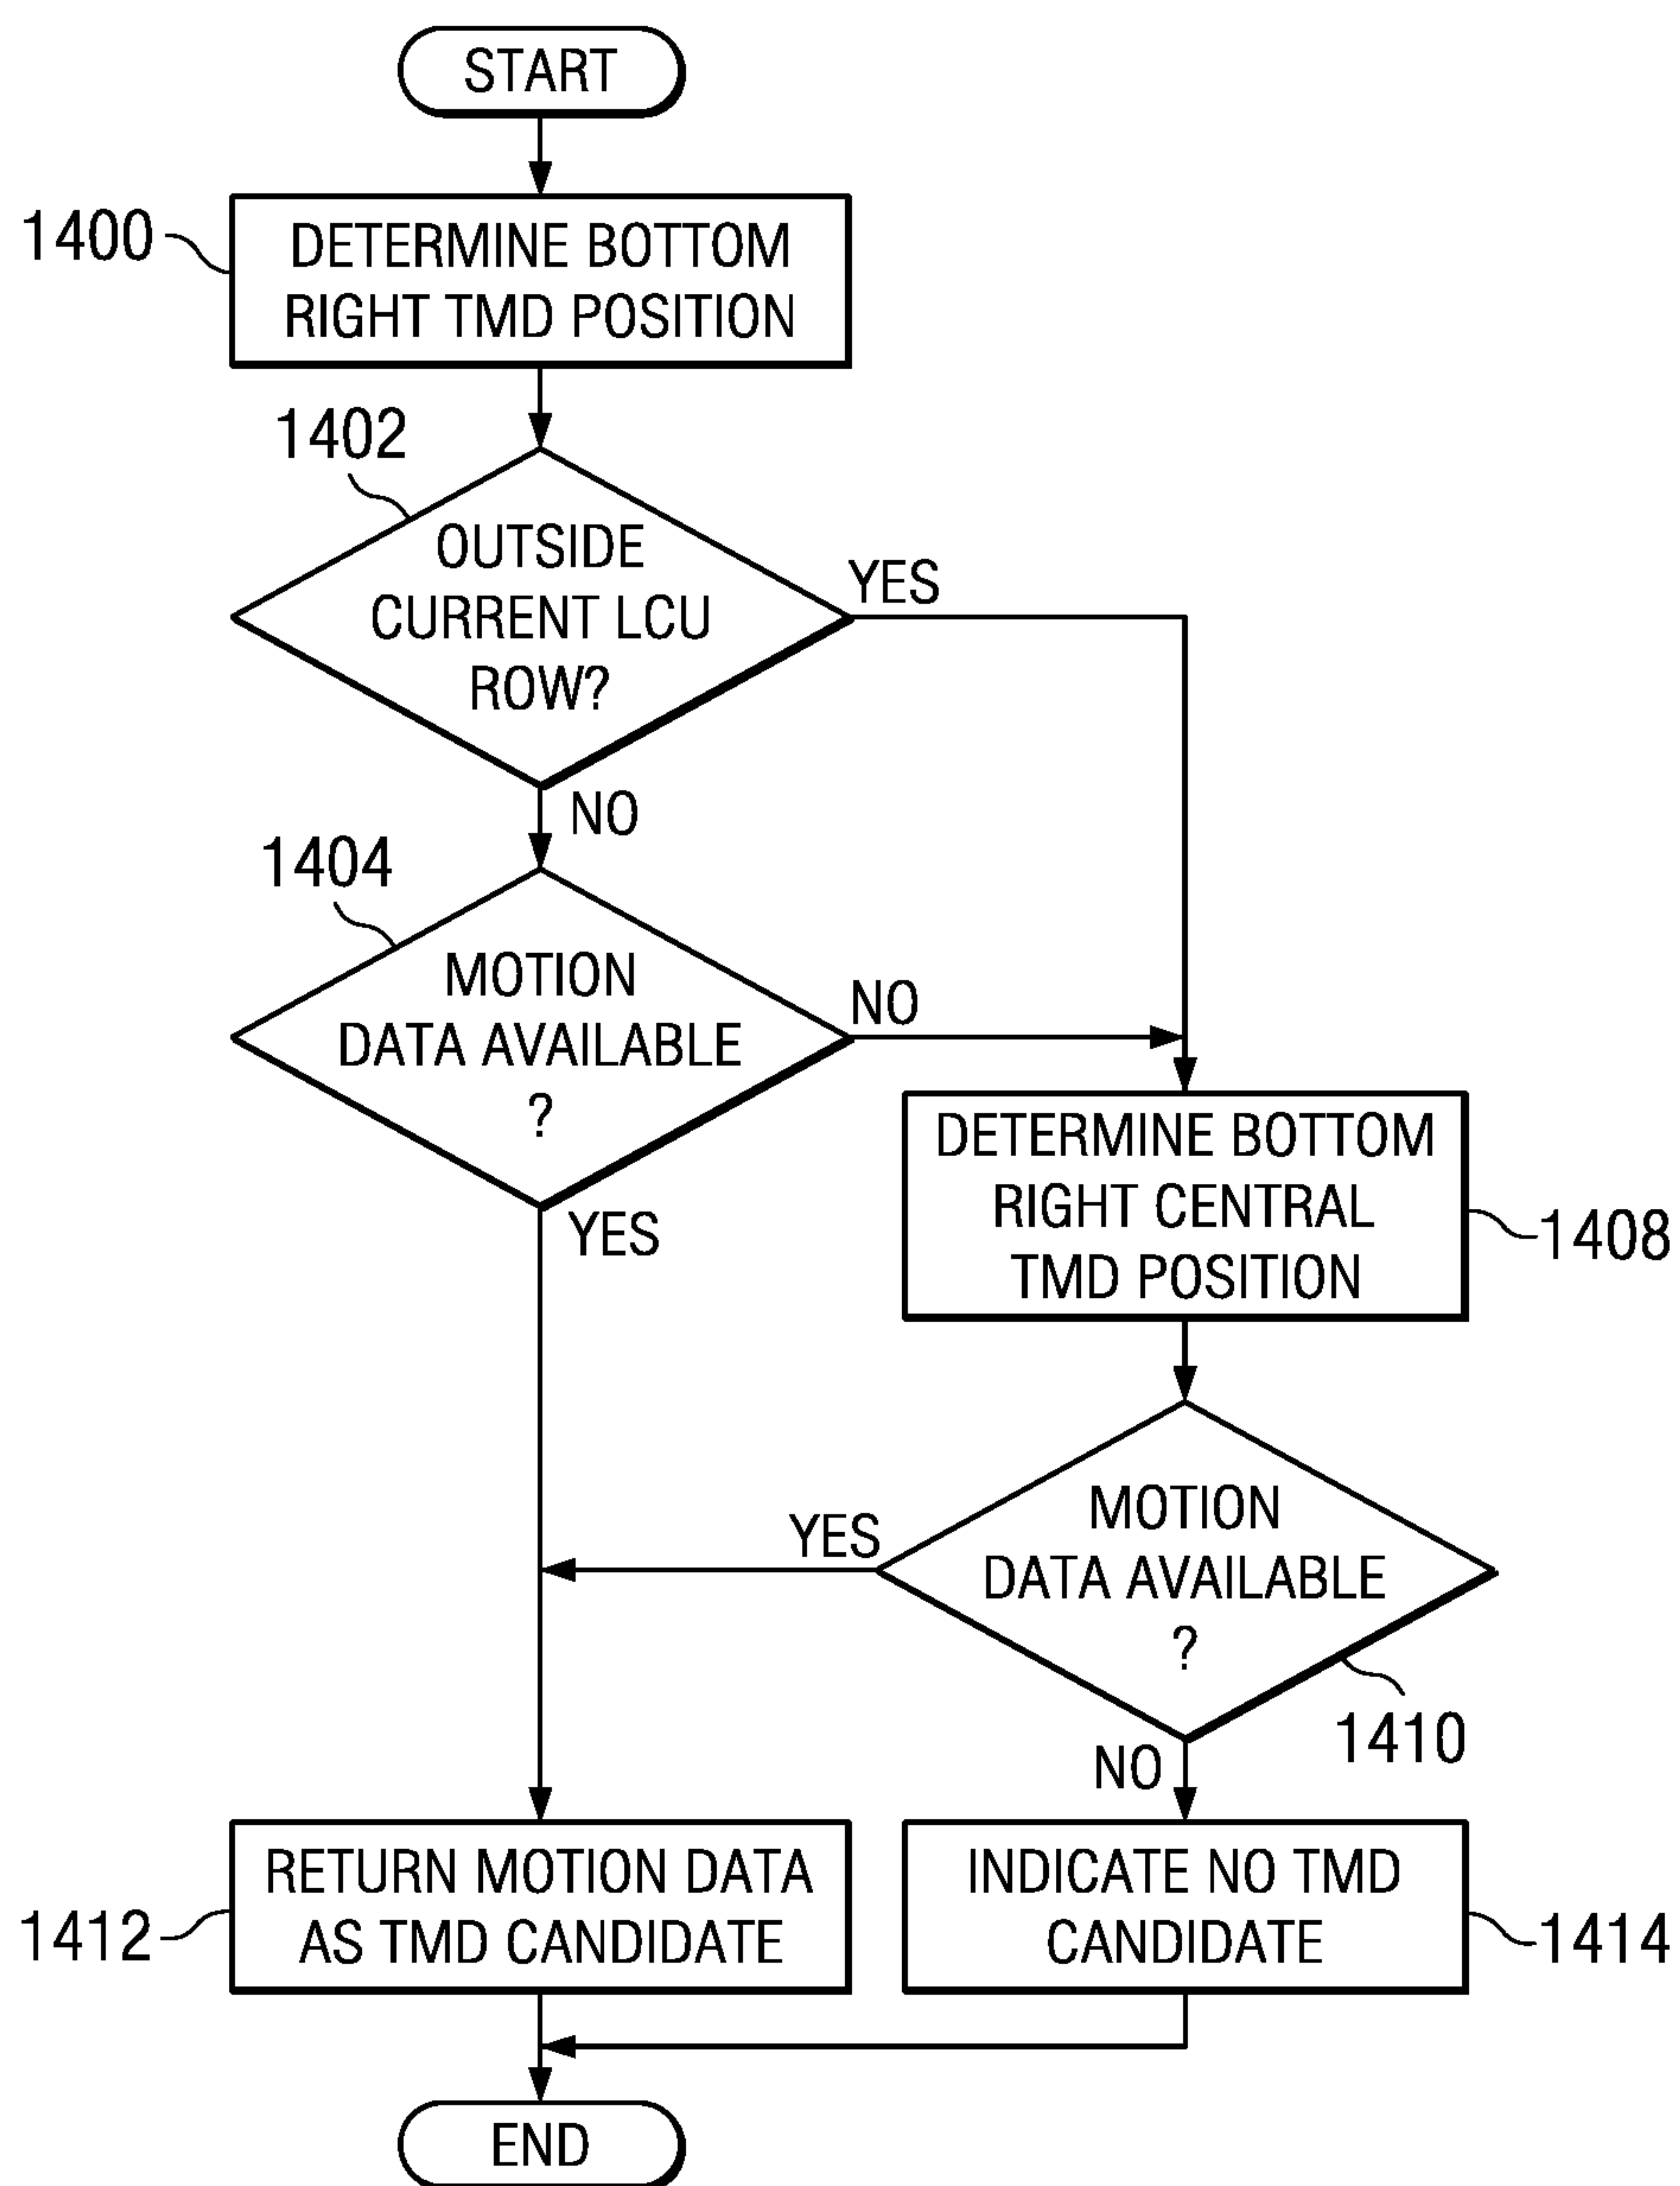 START
1400
DETERMINE BOTTOM
RIGHT TMD POSITION
1402
OUTSIDE
CURRENT LCU
ROW?
YES
NO
1404
MOTION
DATA AVAILABLE
?
NO
YES
DETERMINE BOTTOM
RIGHT CENTRAL
TMD POSITION
1408
MOTION
DATA AVAILABLE
?
YES
1410
NO
RETURN MOTION DATA
AS TMD CANDIDATE
1412
INDICATE NO TMD
CANDIDATE
1414
END